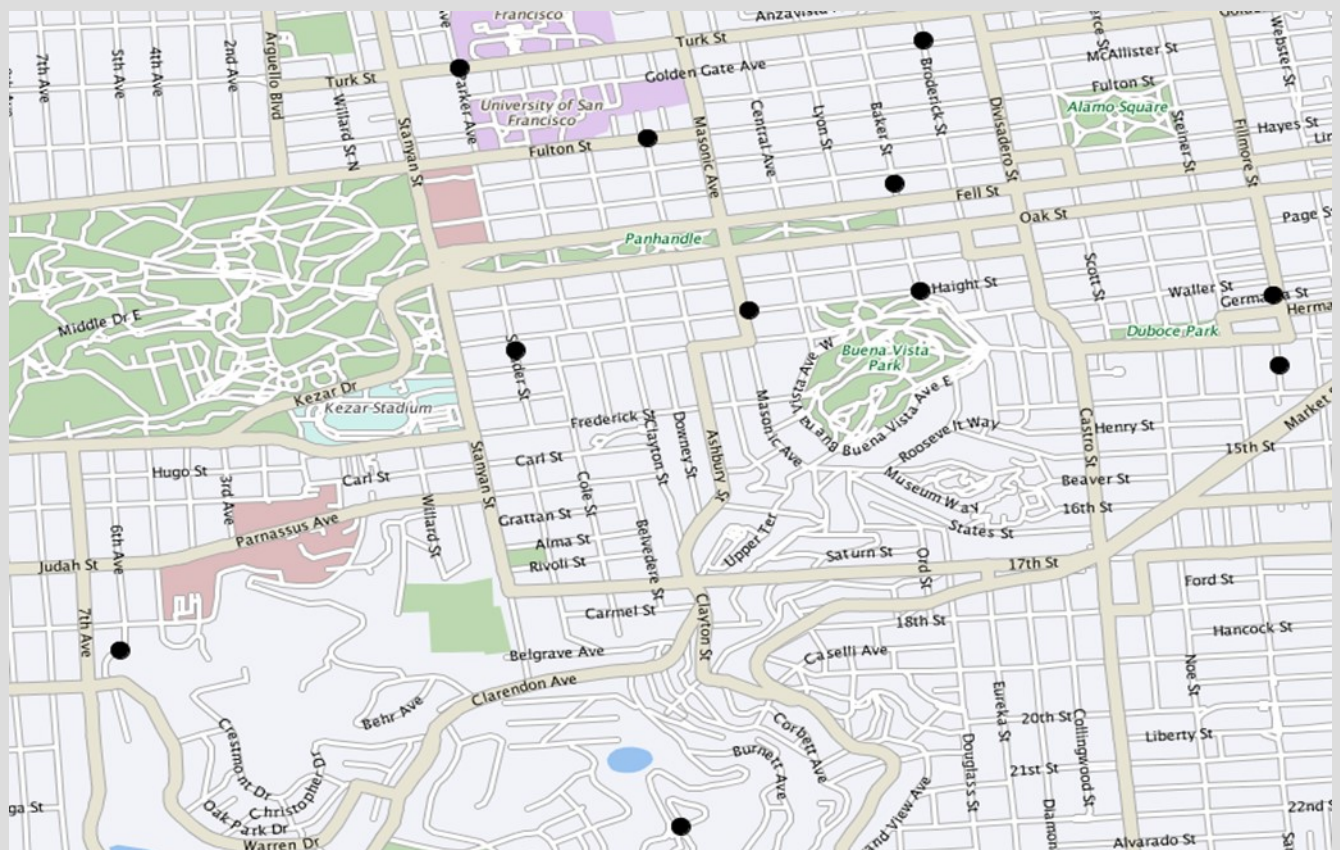 Francisco
Anzavista
Turk St
McAllister St
Webster St
7th Ave
5th Ave
4th Ave
2nd Ave
Arguello Blvd
Turk St
Golden Gate Ave
Fulton St
Alamo Square
Willard St N
Stanyan St
Parker Ave
University of San
Francisco
Fulton St
Masonic Ave
Central Ave
Lyon St
Baker St
Broderick St
Divisadero St
Steiner St
Fillmore St
Hayes St
Fell St
Oak St
Page St
Panhandle
Scott St
Haight St
Waller St
Middle Dr E
Duboce Park
Buena Vista
Park
Buena Vista Ave W
Buena Vista Ave E
Kezar Dr
Kezar Stadium
Frederick St
Clayton St
Downey St
Ashbury St
Masonic Ave
Roosevelt Way
Castro St
Henry St
Market
15th St
Hugo St
3rd Ave
Carl St
Stanyan St
Carl St
Cole St
Museum Way
Beaver St
16th St
States St
Parnassus Ave
Willard St
Grattan St
Alma St
Rivoli St
Belvedere St
Upper Ter
Saturn St
Ord St
17th St
Judah St
6th Ave
7th Ave
Ford St
Carmel St
Clayton St
18th St
Hancock St
Belgrave Ave
Caselli Ave
Noe St
Clarendon Ave
Behr Ave
Eureka St
20th St
Collingwood St
Liberty St
Crestmont Dr
Christopher Dr
Corbett Ave
Burnett Ave
Douglass St
21st St
22nd
ga St
Oak Park Dr
Warren Dr
and View Ave
Alvarado St